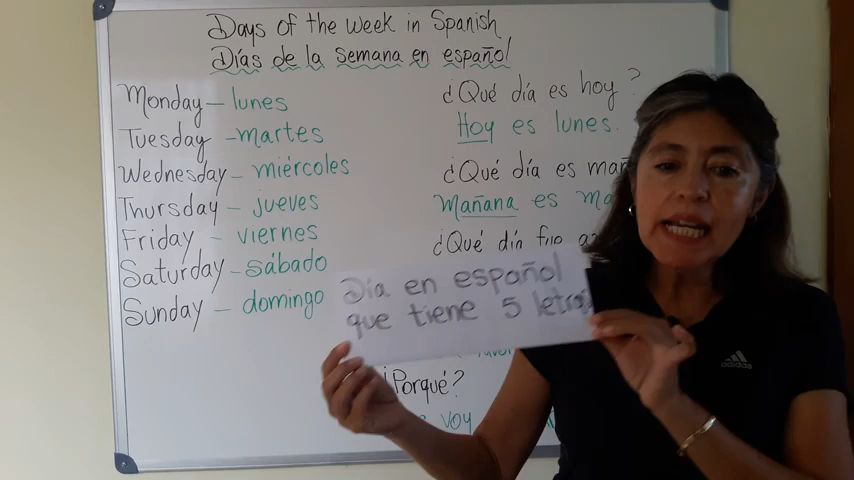 Days of the week in Spanish
Días de la semana en español
Monday – lunes
Tuesday – martes
Wednesday – miércoles
Thursday – jueves
Friday – viernes
Saturday – sábado
Sunday – domingo
¿Qué día es hoy?
Hoy es lunes.
¿Qué día es
Mañana es
¿Qué día fue
Día en español
que tiene 5 letras
¿Porqué?
voy
adidas